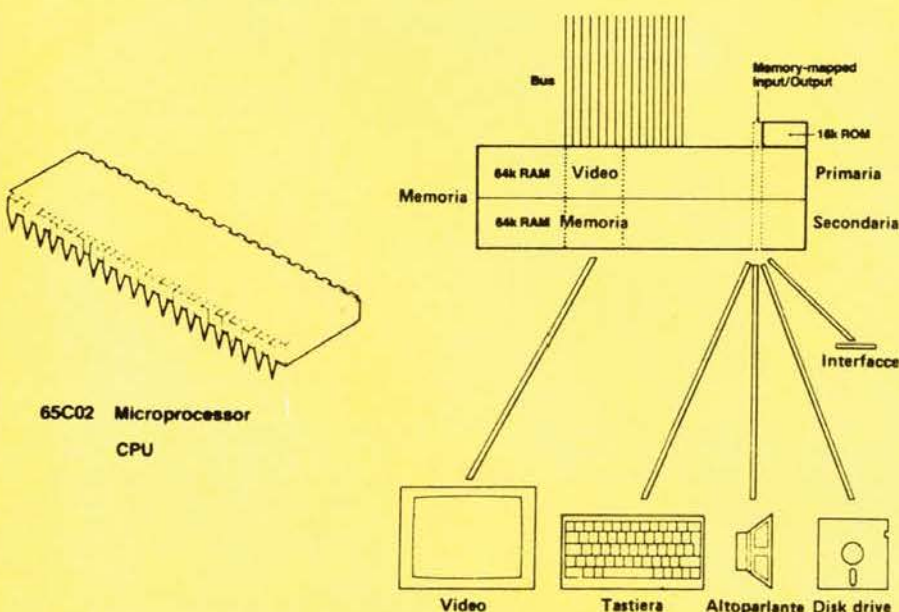 Bus
Memory-mapped
Input/Output
16k ROM
64k RAM Video
Primaria
Memoria
64k RAM Memoria
Secondaria
Interfacce
65C02 Microprocessor
CPU
Video
Tastiera
Altoparlante
Disk drive